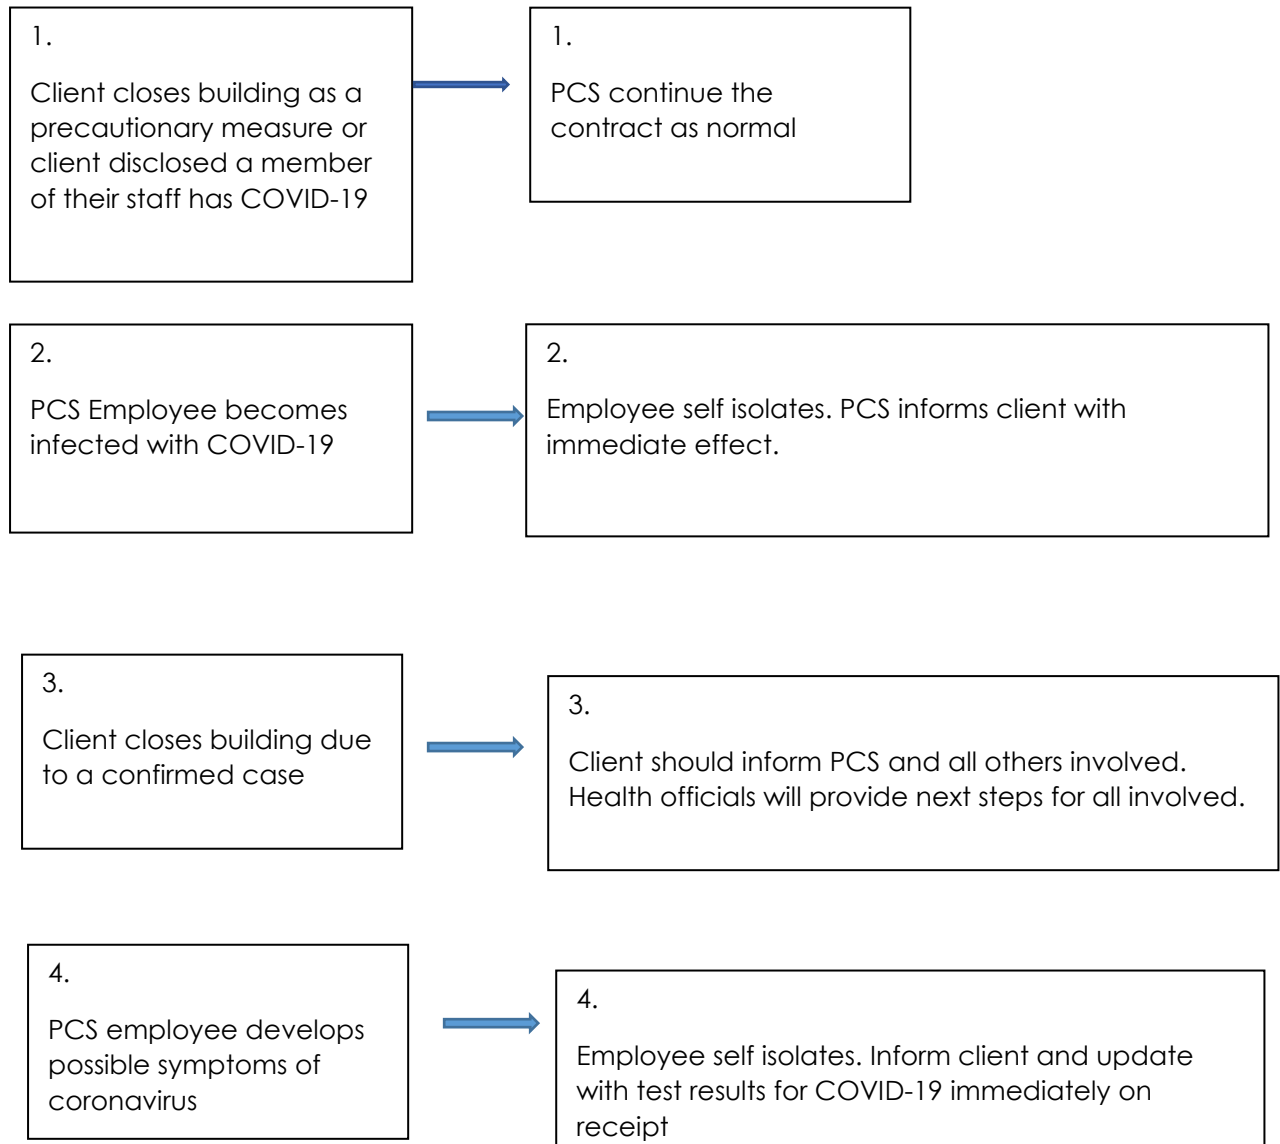 1.
Client closes building as a
precautionary measure or
client disclosed a member
of their staff has COVID-19
1.
PCS continue the
contract as normal
2.
PCS Employee becomes
infected with COVID-19
2.
Employee self isolates. PCS informs client with
immediate effect.
3.
Client closes building due
to a confirmed case
3.
Client should inform PCS and all others involved.
Health officials will provide next steps for all involved.
4.
PCS employee develops
possible symptoms of
coronavirus
4.
Employee self isolates. Inform client and update
with test results for COVID-19 immediately on
receipt